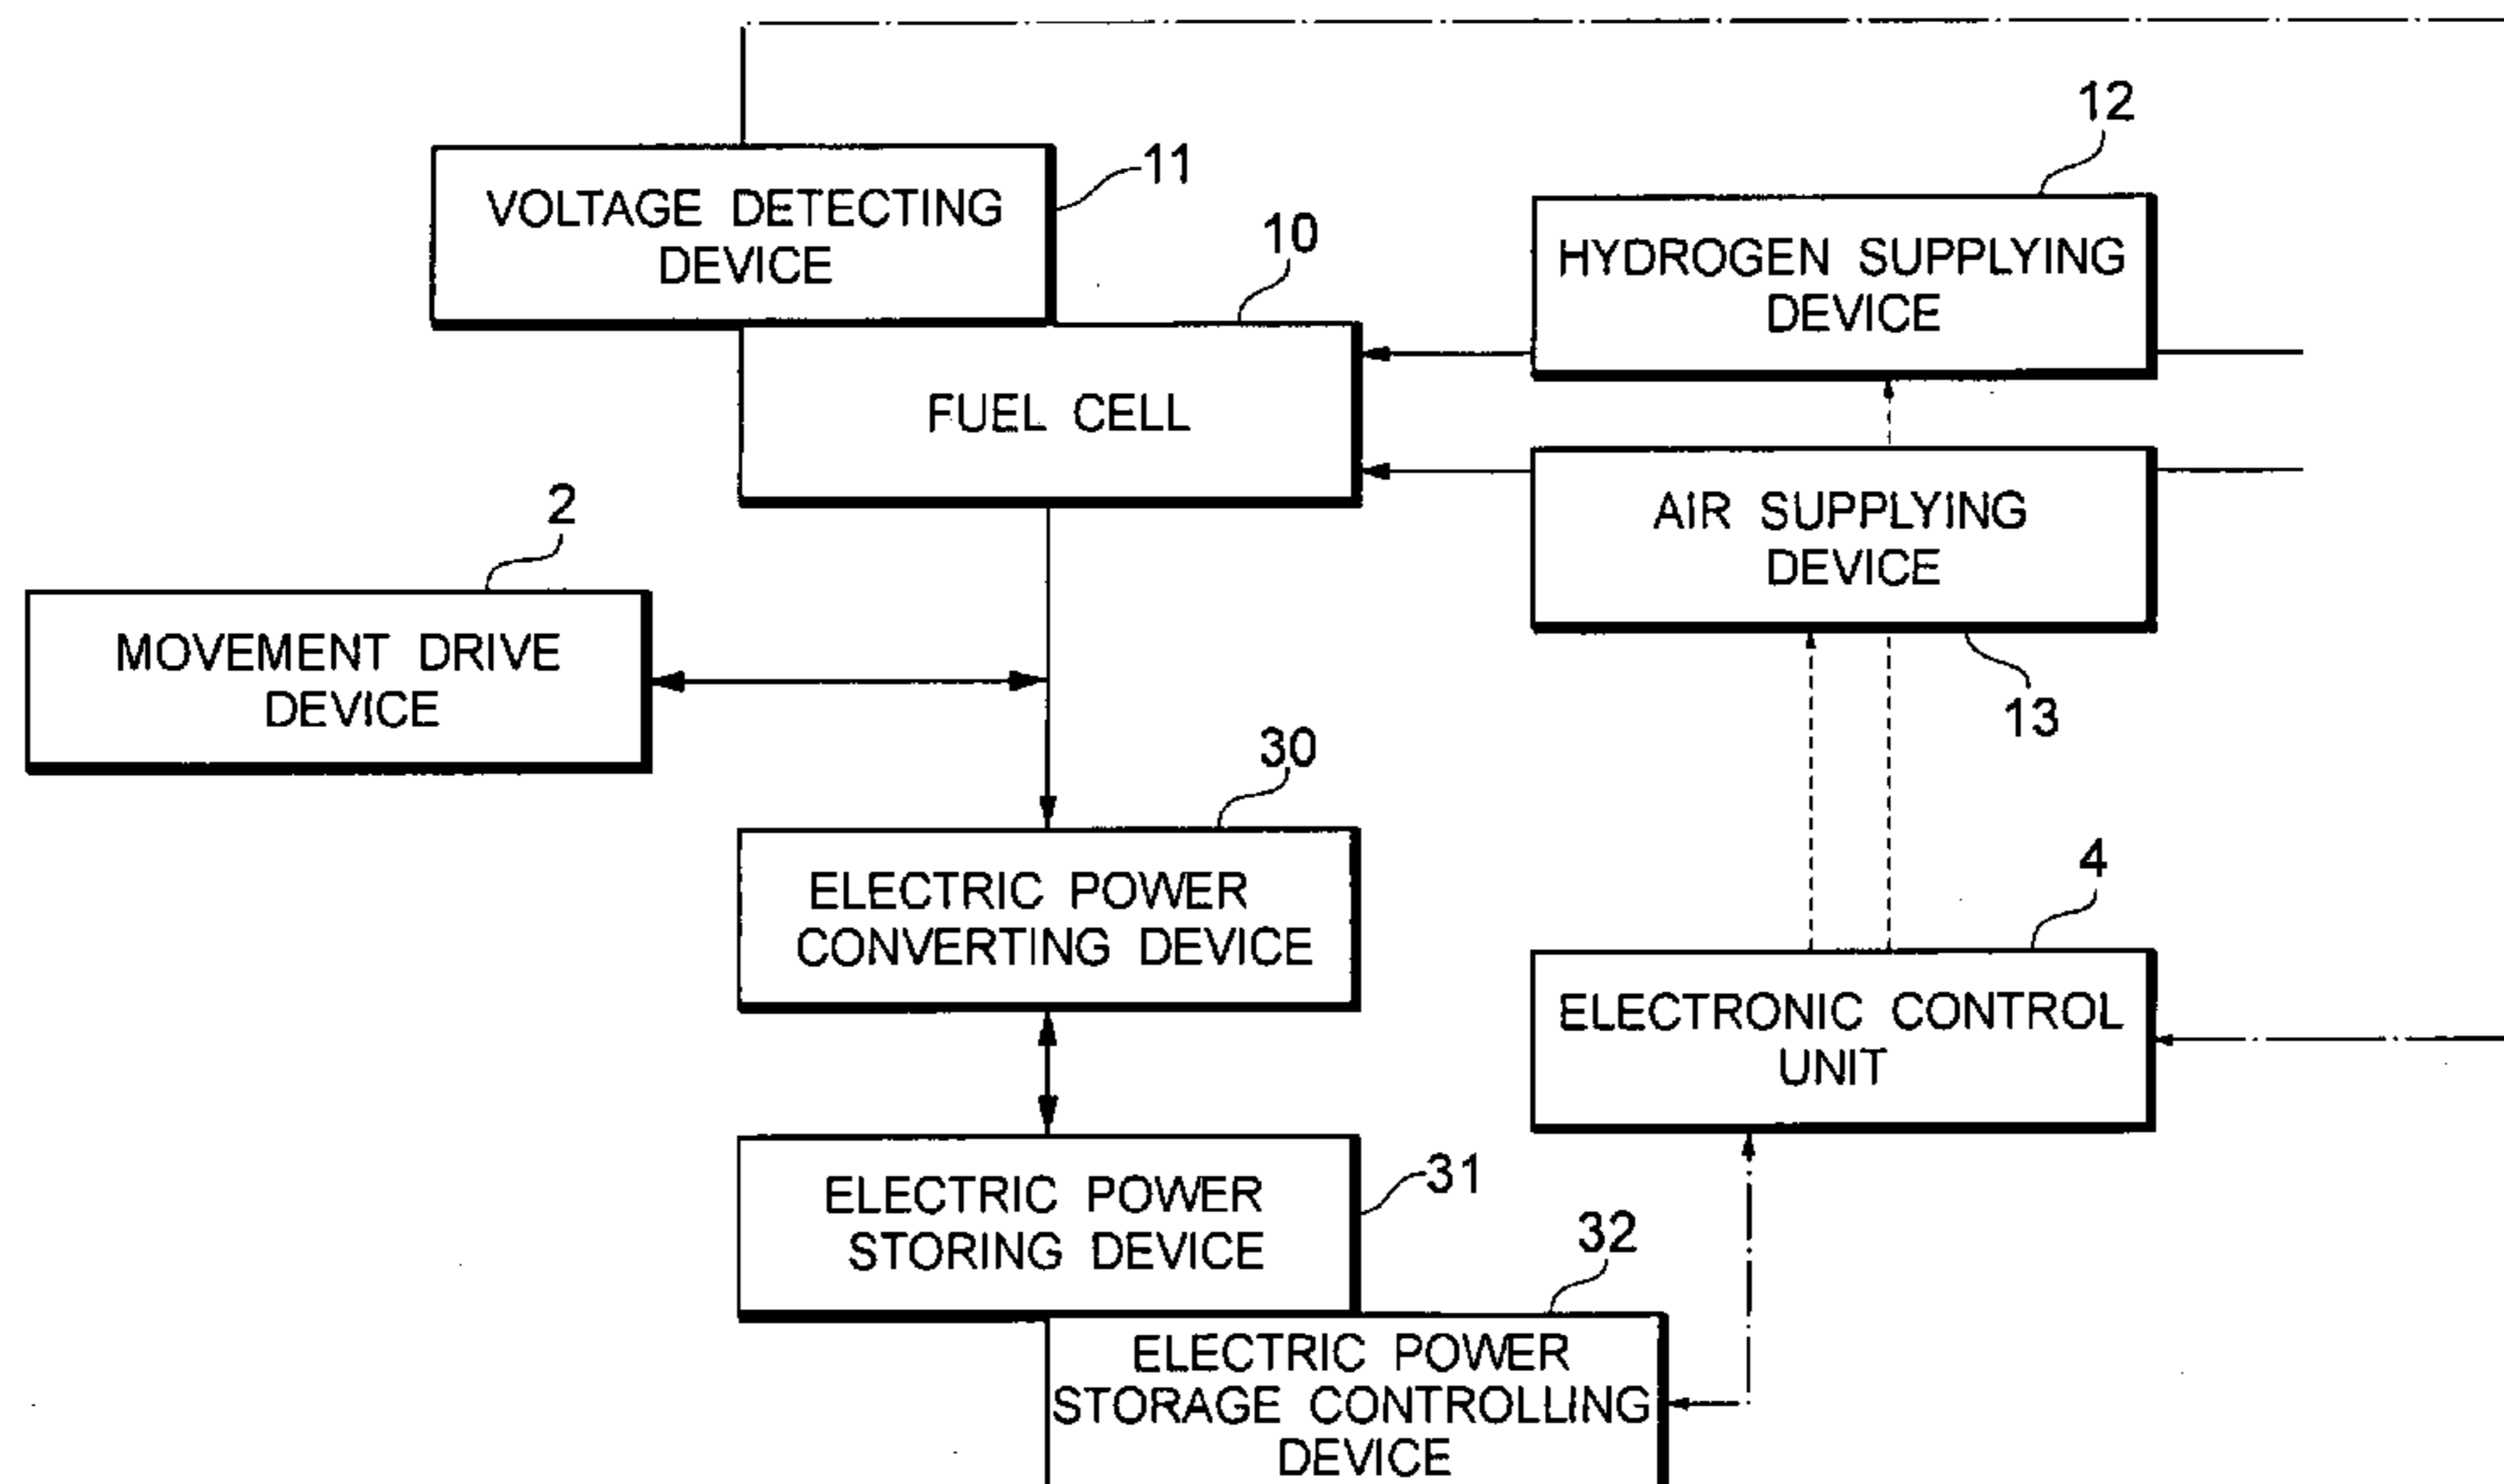 12
11
VOLTAGE DETECTING
DEVICE
10
HYDROGEN SUPPLYING
DEVICE
FUEL CELL
2
AIR SUPPLYING
DEVICE
MOVEMENT DRIVE
DEVICE
13
30
4
ELECTRIC POWER
CONVERTING DEVICE
ELECTRONIC CONTROL
UNIT
31
ELECTRIC POWER
STORING DEVICE
32
ELECTRIC POWER
STORAGE CONTROLLING
DEVICE